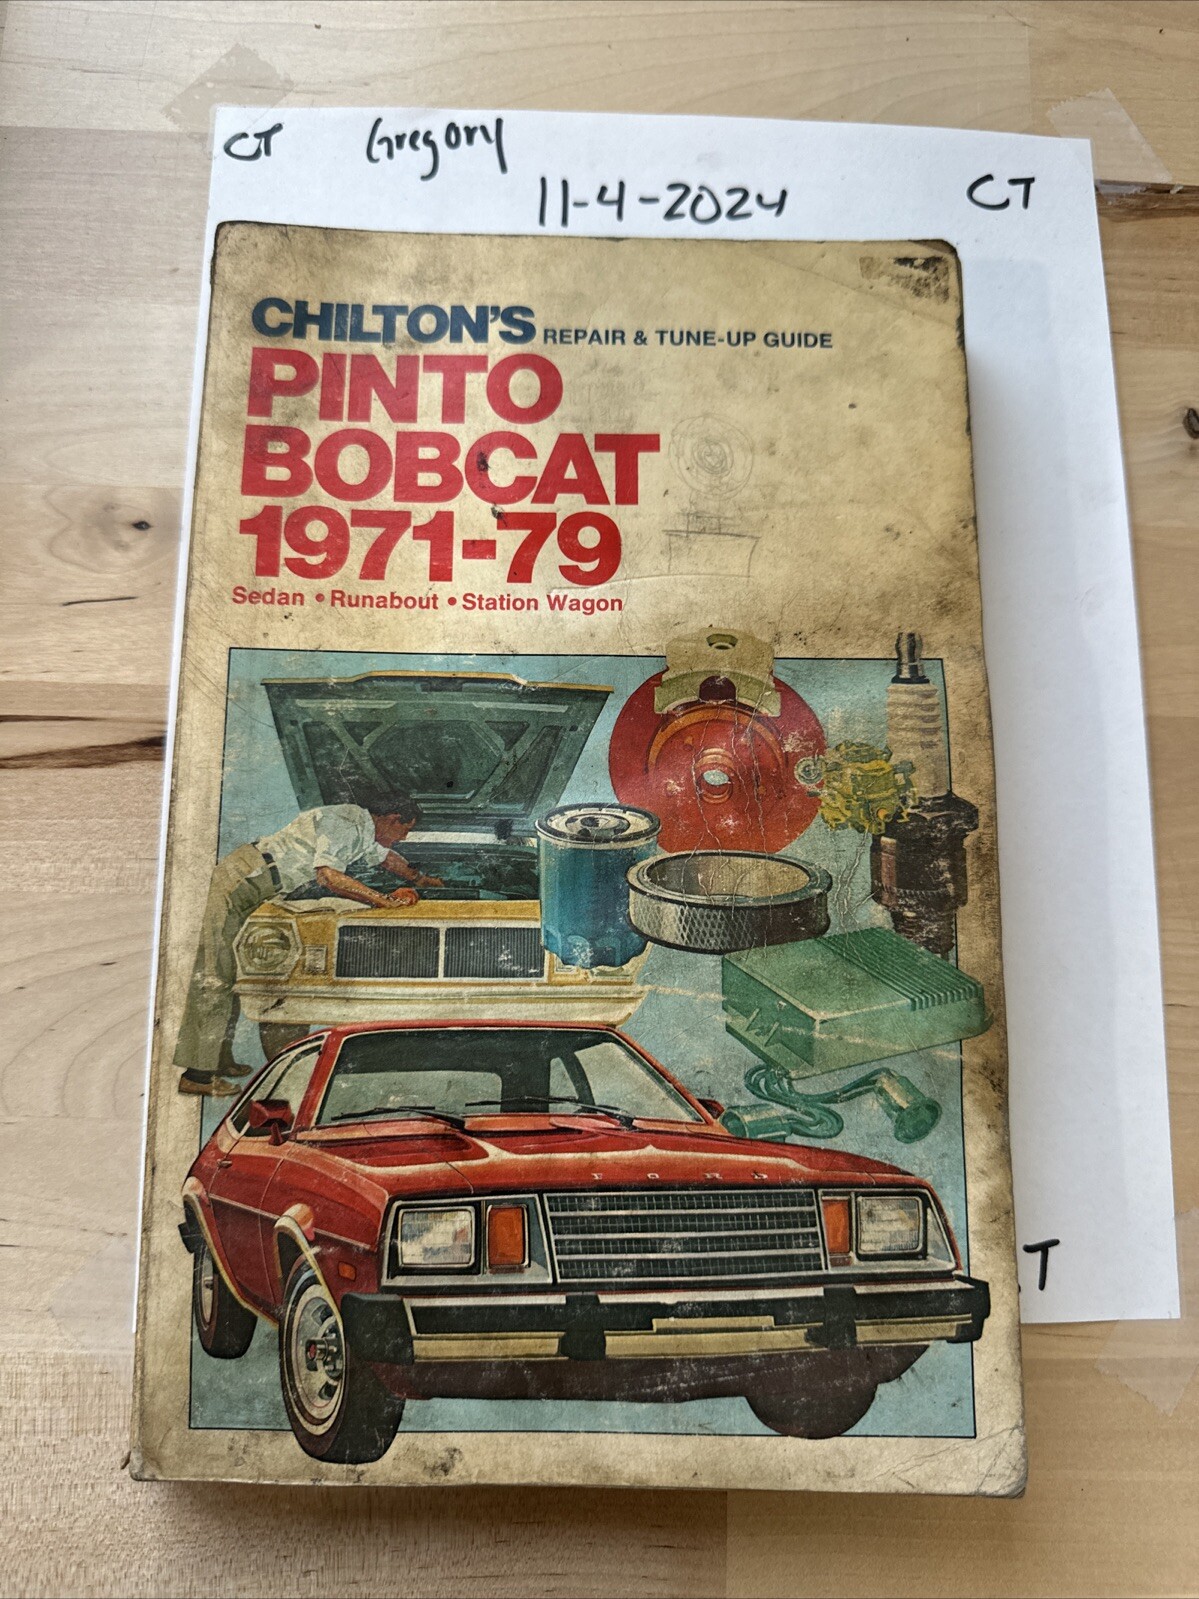 CT Gregory
11-4-2024 CT
CHILTON'S REPAIR & TUNE-UP GUIDE
PINTO
BOBCAT
1971-79
Sedan • Runabout • Station Wagon
FORD
T